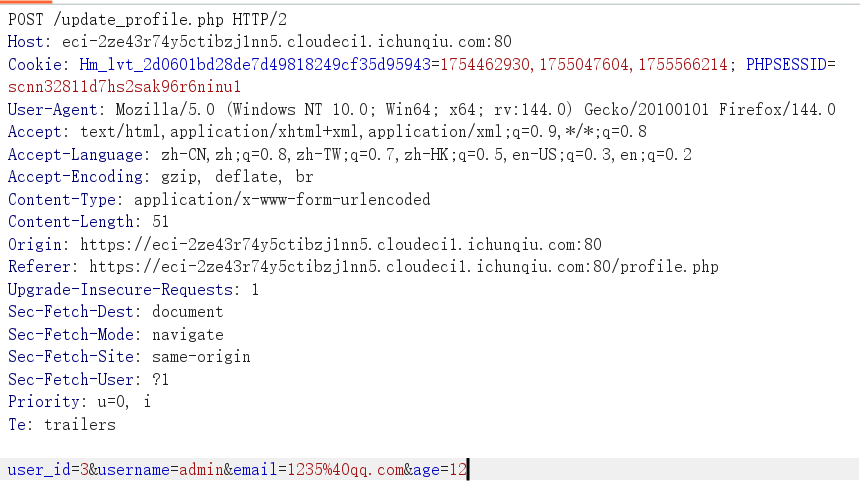 POST /update_profile.php HTTP/2
Host: eci-2ze43r74y5ctibzj1nn5.cloudeci1.ichunqiu.com:80
Cookie: Hm_lvt_2d0601bd28de7d49818249cf35d95943=1754462930,1755047604,1755566214; PHPSESSID=
scnn32811d7hs2sak96r6ninu1
User-Agent: Mozilla/5.0 (Windows NT 10.0; Win64; x64; rv:144.0) Gecko/20100101 Firefox/144.0
Accept: text/html,application/xhtml+xml,application/xml;q=0.9,*/*;q=0.8
Accept-Language: zh-CN,zh;q=0.8,zh-TW;q=0.7,zh-HK;q=0.5,en-US;q=0.3,en;q=0.2
Accept-Encoding: gzip, deflate, br
Content-Type: application/x-www-form-urlencoded
Content-Length: 51
Origin: https://eci-2ze43r74y5ctibzj1nn5.cloudeci1.ichunqiu.com:80
Referer: https://eci-2ze43r74y5ctibzj1nn5.cloudeci1.ichunqiu.com:80/profile.php
Upgrade-Insecure-Requests: 1
Sec-Fetch-Dest: document
Sec-Fetch-Mode: navigate
Sec-Fetch-Site: same-origin
Sec-Fetch-User: ?1
Priority: u=0, i
Te: trailers
user_id=3&username=admin&email=1235%40qq.com&age=12